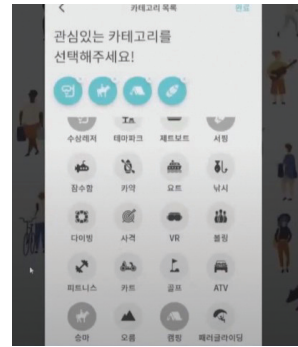 카테고리 목록 완료
관심있는 카테고리를
선택해주세요!
수상레저 테마파크 제트보트 서핑
잠수함 카약 요트 낚시
다이빙 사격 VR 볼링
피트니스 카트 골프 ATV
승마 오름 캠핑 패러글라이딩